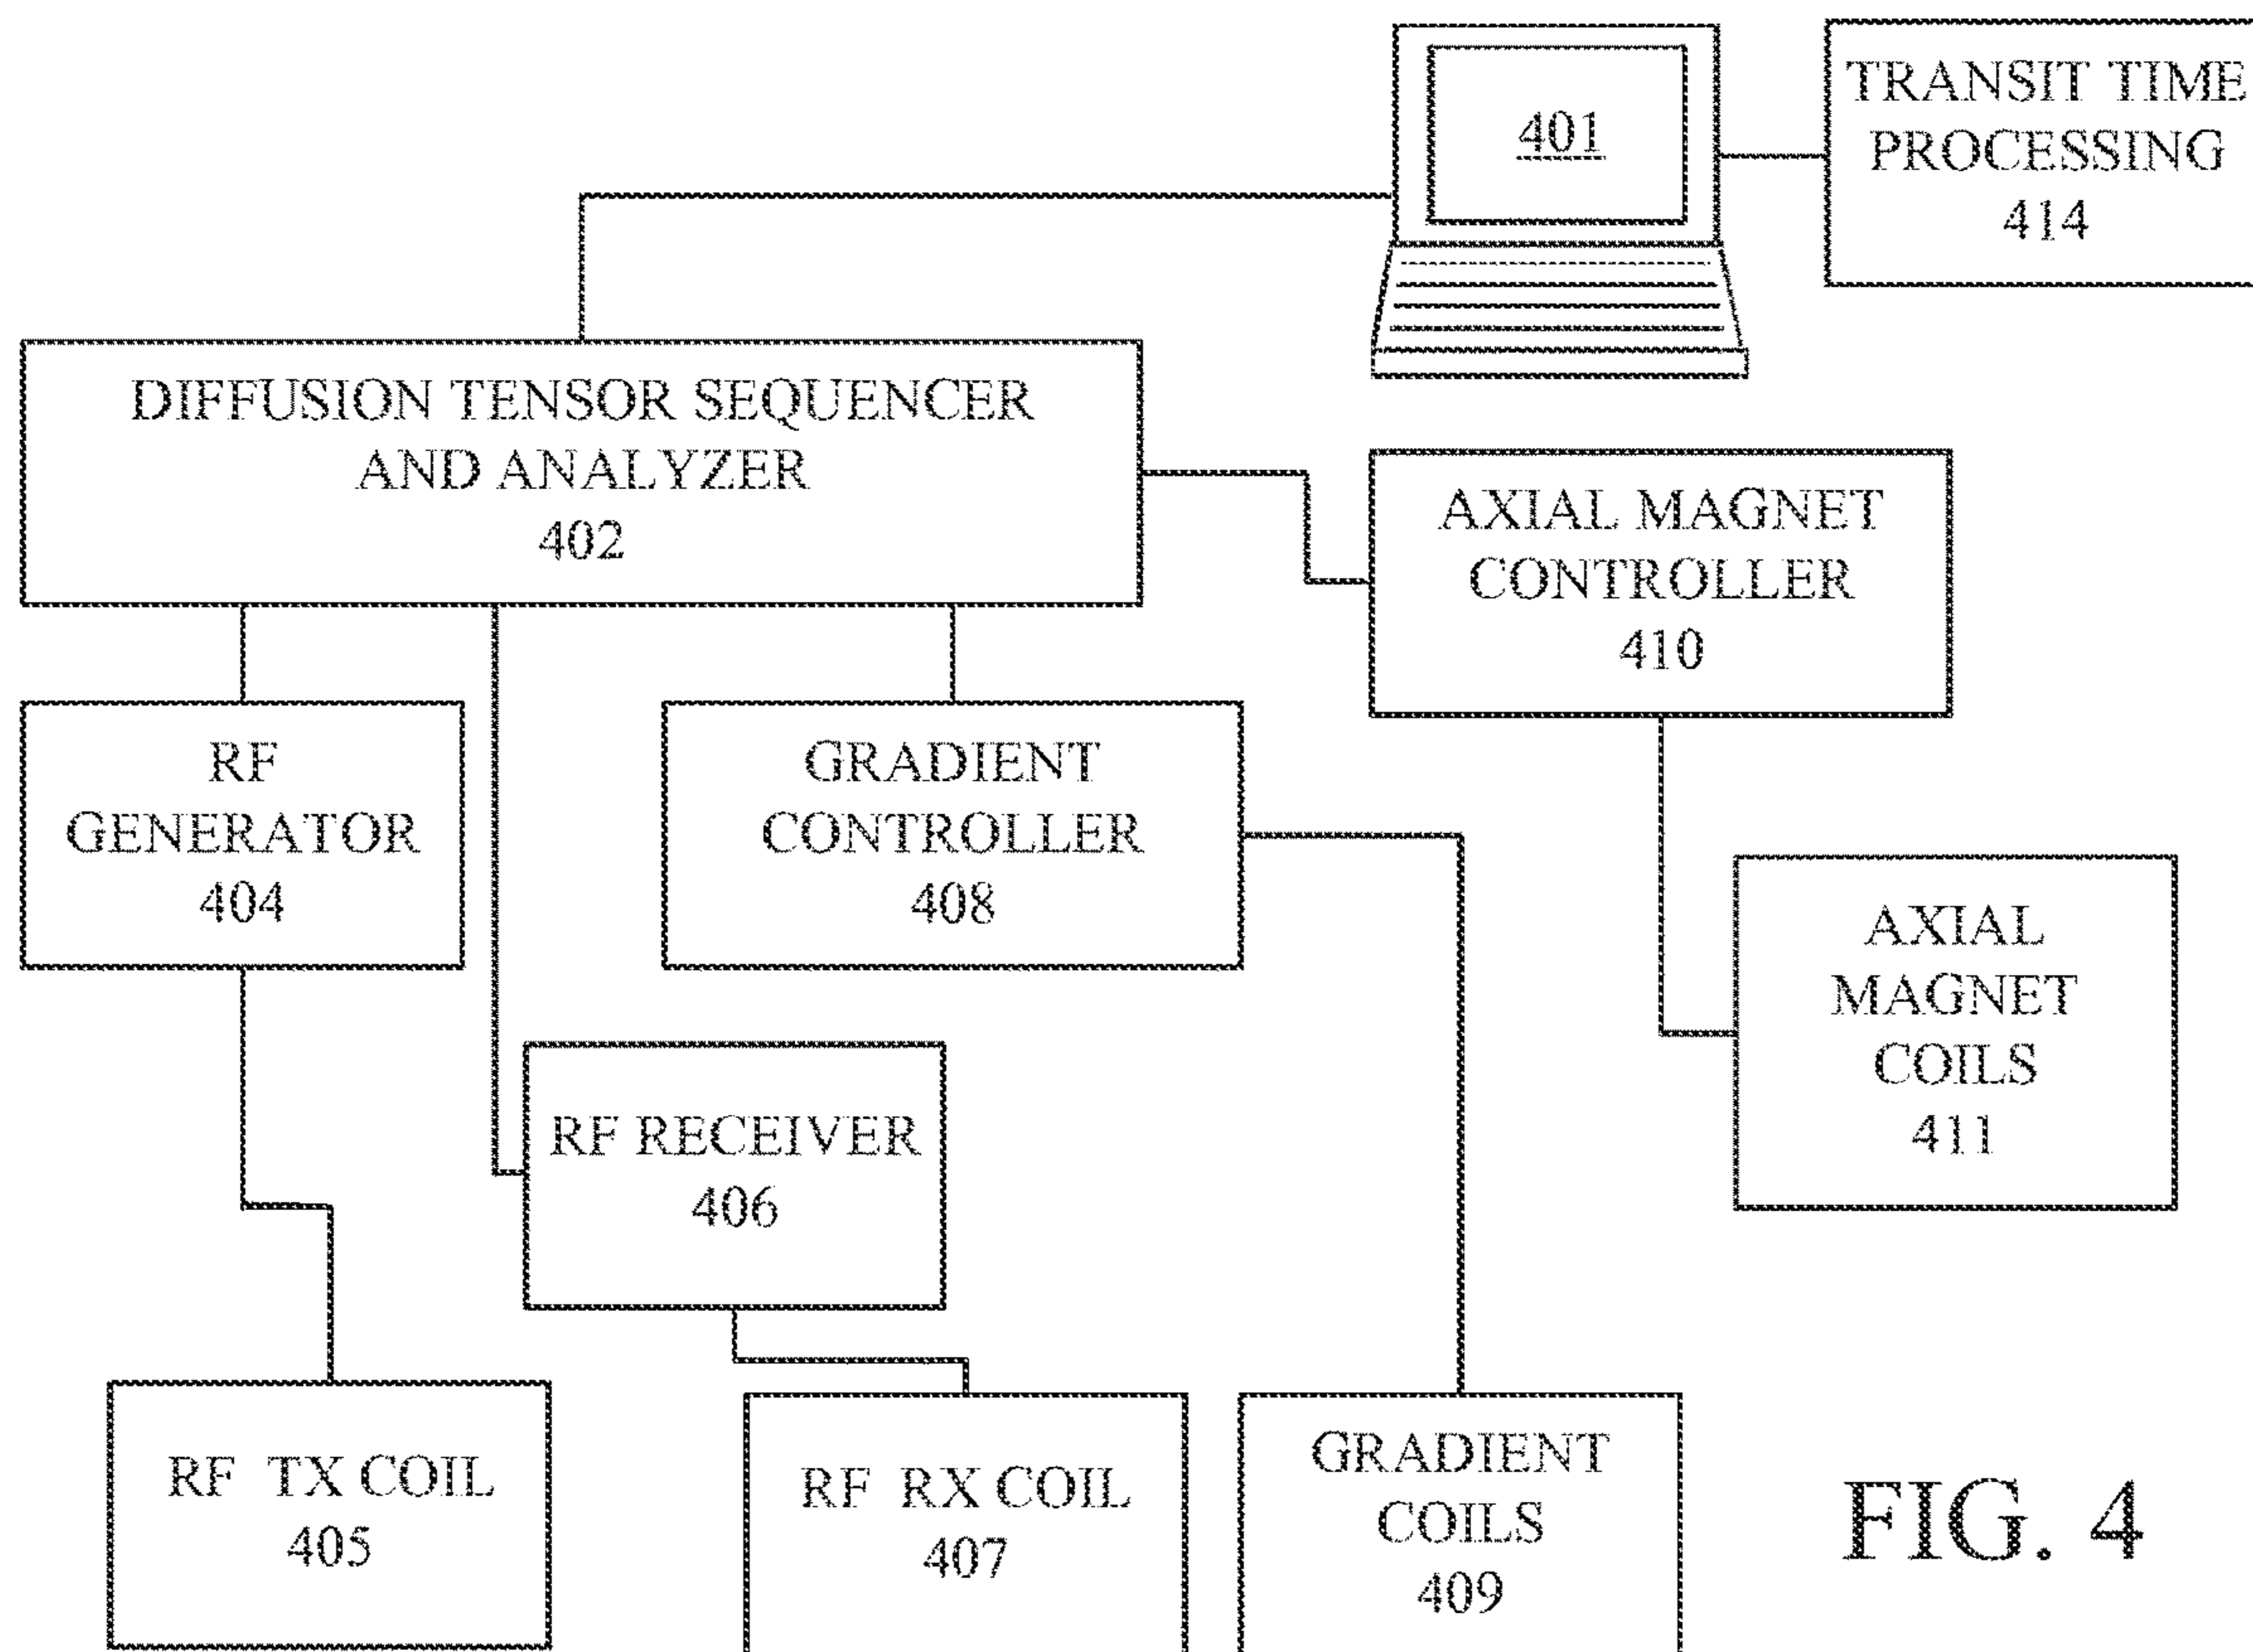 401
TRANSIT TIME
PROCESSING
414
DIFFUSION TENSOR SEQUENCER
AND ANALYZER
402
AXIAL MAGNET
CONTROLLER
410
RF
GENERATOR
404
GRADIENT
CONTROLLER
408
AXIAL
MAGNET
COILS
411
RF RECEIVER
406
RF TX COIL
405
RF RX COIL
407
GRADIENT
COILS
409
FIG. 4